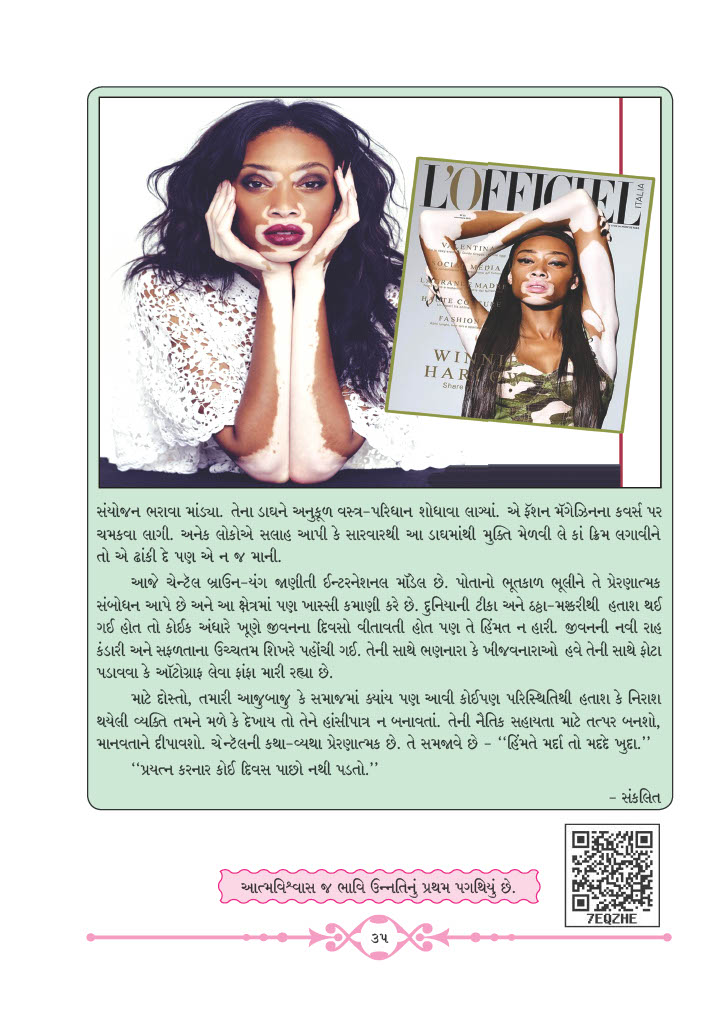 L'OFFICIEL
ITALIA
VALENTINA
SOCIAL MEDIA
LAGRANGE MADE
HAUTE COUTURE
FASHION
WINNIE
HARLOW
Share
સંયોજન ભરાવા માંડ્યા. તેના ડાઘને અનુકૂળ વસ્ત્ર-પરિધાન શોધાવા લાગ્યાં. એ ફૅશન મૅગેઝિનના કવર્સ પર
ચમકવા લાગી. અનેક લોકોએ સલાહ આપી કે સારવારથી આ ડાઘમાંથી મુક્તિ મેળવી લે કાં ક્રિમ લગાવીને
તો એ ઢાંકી દે પણ એ ન જ માની.
આજે ચેન્ટૅલ બ્રાઉન-યંગ જાણીતી ઈન્ટરનેશનલ મૉડેલ છે. પોતાનો ભૂતકાળ ભૂલીને તે પ્રેરણાત્મક
સંબોધન આપે છે અને આ ક્ષેત્રમાં પણ ખાસ્સી કમાણી કરે છે. દુનિયાની ટીકા અને ઠઠ્ઠા-મશ્કરીથી હતાશ થઈ
ગઈ હોત તો કોઈક અંધારે ખૂણે જીવનના દિવસો વીતાવતી હોત પણ તે હિંમત ન હારી. જીવનની નવી રાહ
કંડારી અને સફળતાના ઉચ્ચતમ શિખરે પહોંચી ગઈ. તેની સાથે ભણનારા કે ખીજવનારાઓ હવે તેની સાથે ફોટા
પડાવવા કે ઑટોગ્રાફ લેવા ફાંફા મારી રહ્યા છે.
માટે દોસ્તો, તમારી આજુબાજુ કે સમાજમાં ક્યાંય પણ આવી કોઈપણ પરિસ્થિતિથી હતાશ કે નિરાશ
થયેલી વ્યક્તિ તમને મળે કે દેખાય તો તેને હાંસીપાત્ર ન બનાવતાં. તેની નૈતિક સહાયતા માટે તત્પર બનશો,
માનવતાને દીપાવશો. ચેન્ટૅલની કથા-વ્યથા પ્રેરણાત્મક છે. તે સમજાવે છે - ‘‘હિંમતે મર્દા તો મદદે ખુદા.’’
‘‘પ્રયત્ન કરનાર કોઈ દિવસ પાછો નથી પડતો.’’
- સંકલિત
આત્મવિશ્વાસ જ ભાવિ ઉન્નતિનું પ્રથમ પગથિયું છે.
7EQZHE
૩૫